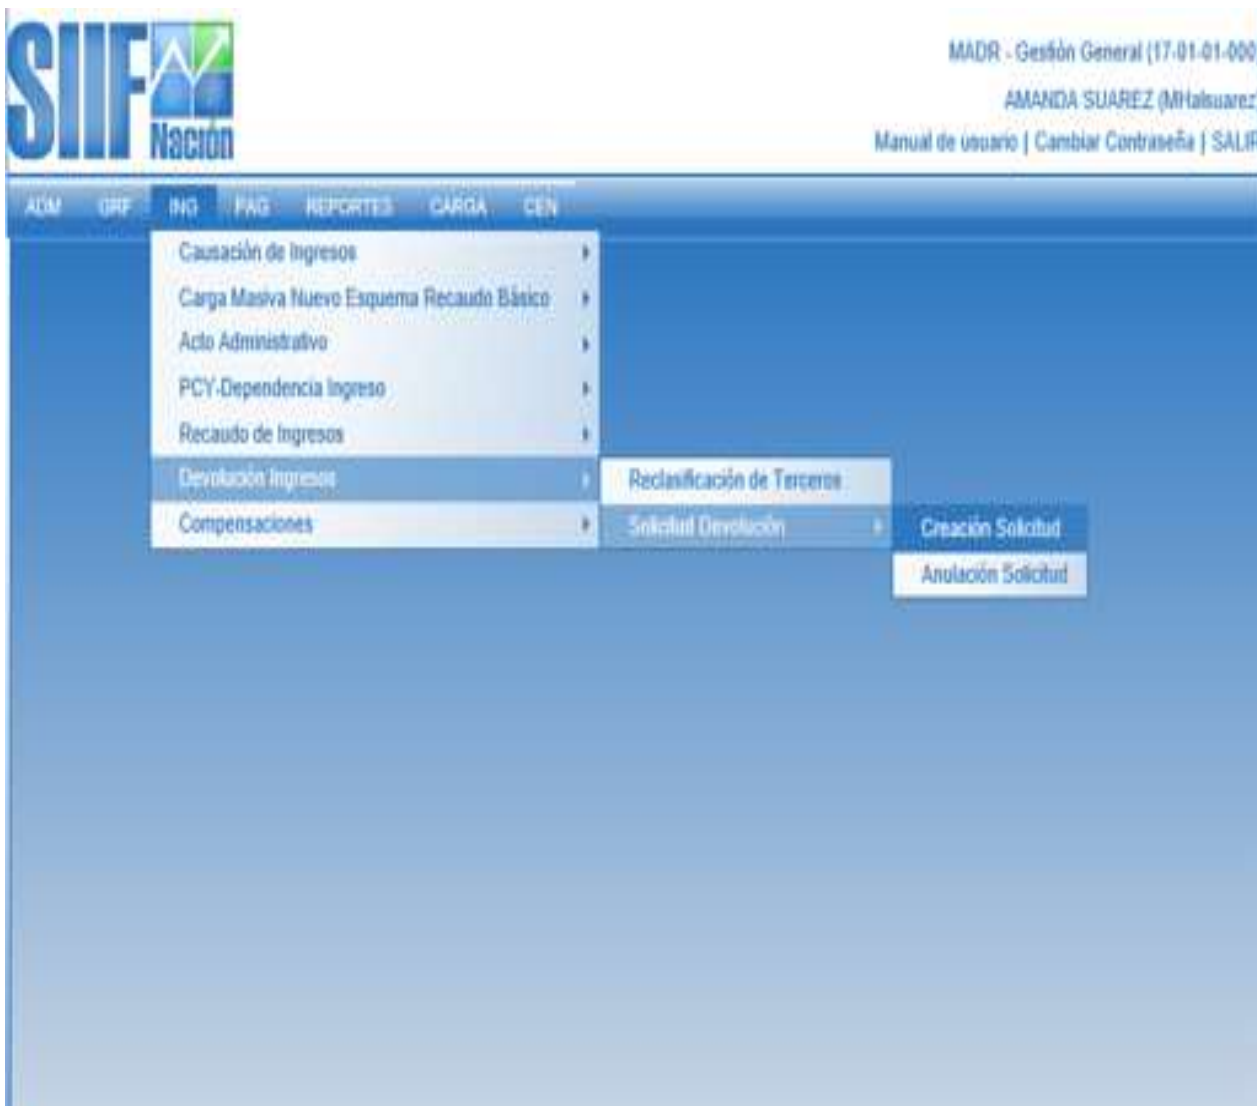 SIIF
Nación
MADR - Gestión General (17-01-01-000
AMANDA SUAREZ (MHalsuarez
Manual de usuario | Cambiar Contraseña | SALIR
ADM GRF ING PAG REPORTES CARGA CEN
Causación de Ingresos
Carga Masiva Nuevo Esquema Recaudo Básico
Acto Administrativo
PCY-Dependencia Ingreso
Recaudo de Ingresos
Devolución Ingresos
Compensaciones
Reclasificación de Terceros
Solicitud Devolución
Creación Solicitud
Anulación Solicitud